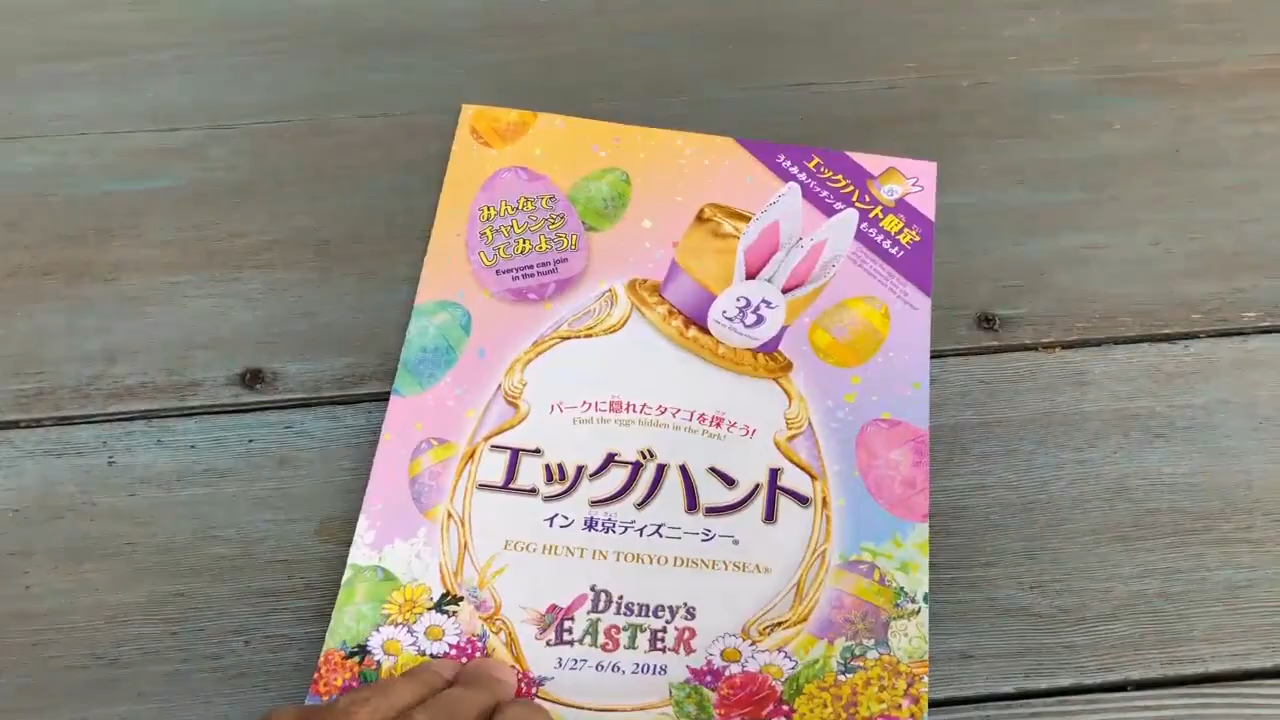 エッグハント限定
うさみみパッチンが もらえるよ!
みんなで
チャレンジ
してみよう!
Everyone can join
in the hunt!
35
パークに隠れたタマゴを探そう!
Find the eggs hidden in the Park!
エッグハント
イン 東京ディズニーシー®
EGG HUNT IN TOKYO DISNEYSEA®
Disney's
EASTER
3/27-6/6, 2018